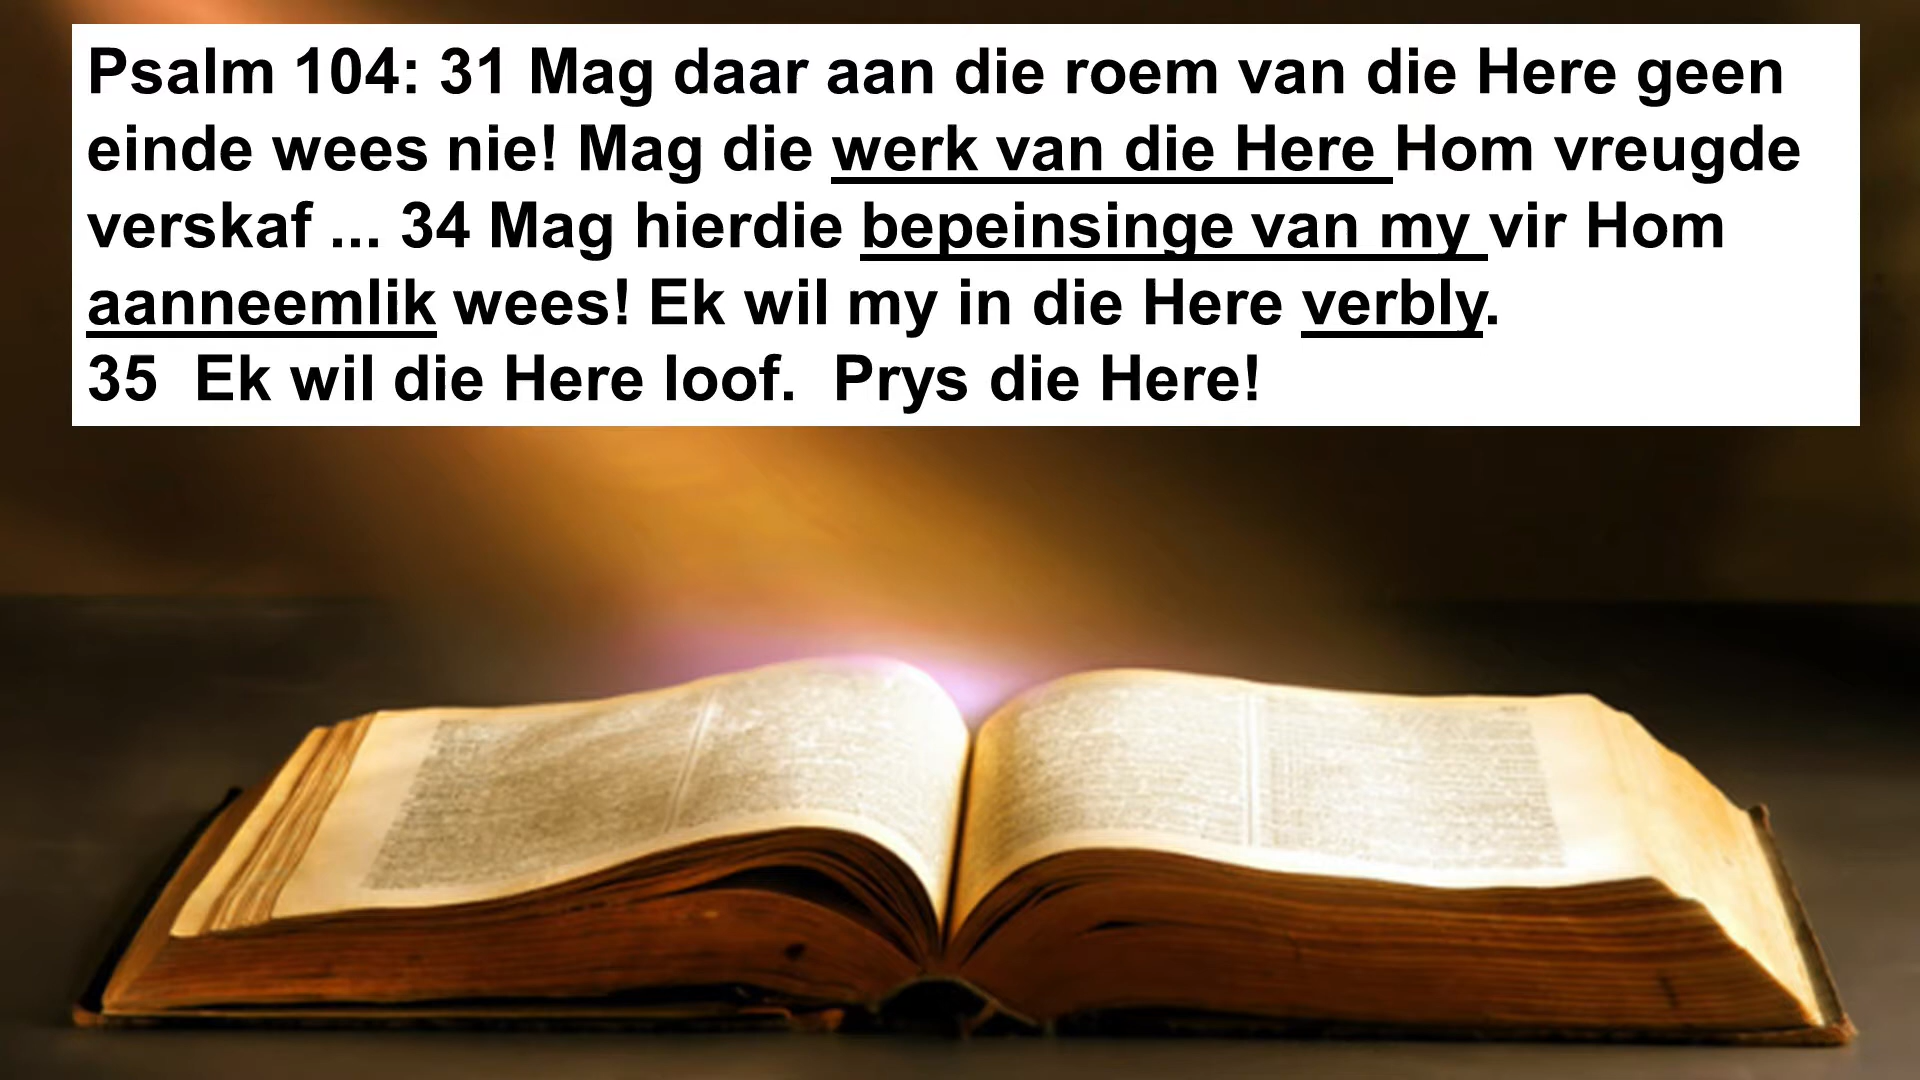 Psalm 104: 31 Mag daar aan die roem van die Here geen
einde wees nie! Mag die werk van die Here Hom vreugde
verskaf ... 34 Mag hierdie bepeinsinge van my vir Hom
aanneemlik wees! Ek wil my in die Here verbly.
35  Ek wil die Here loof.  Prys die Here!